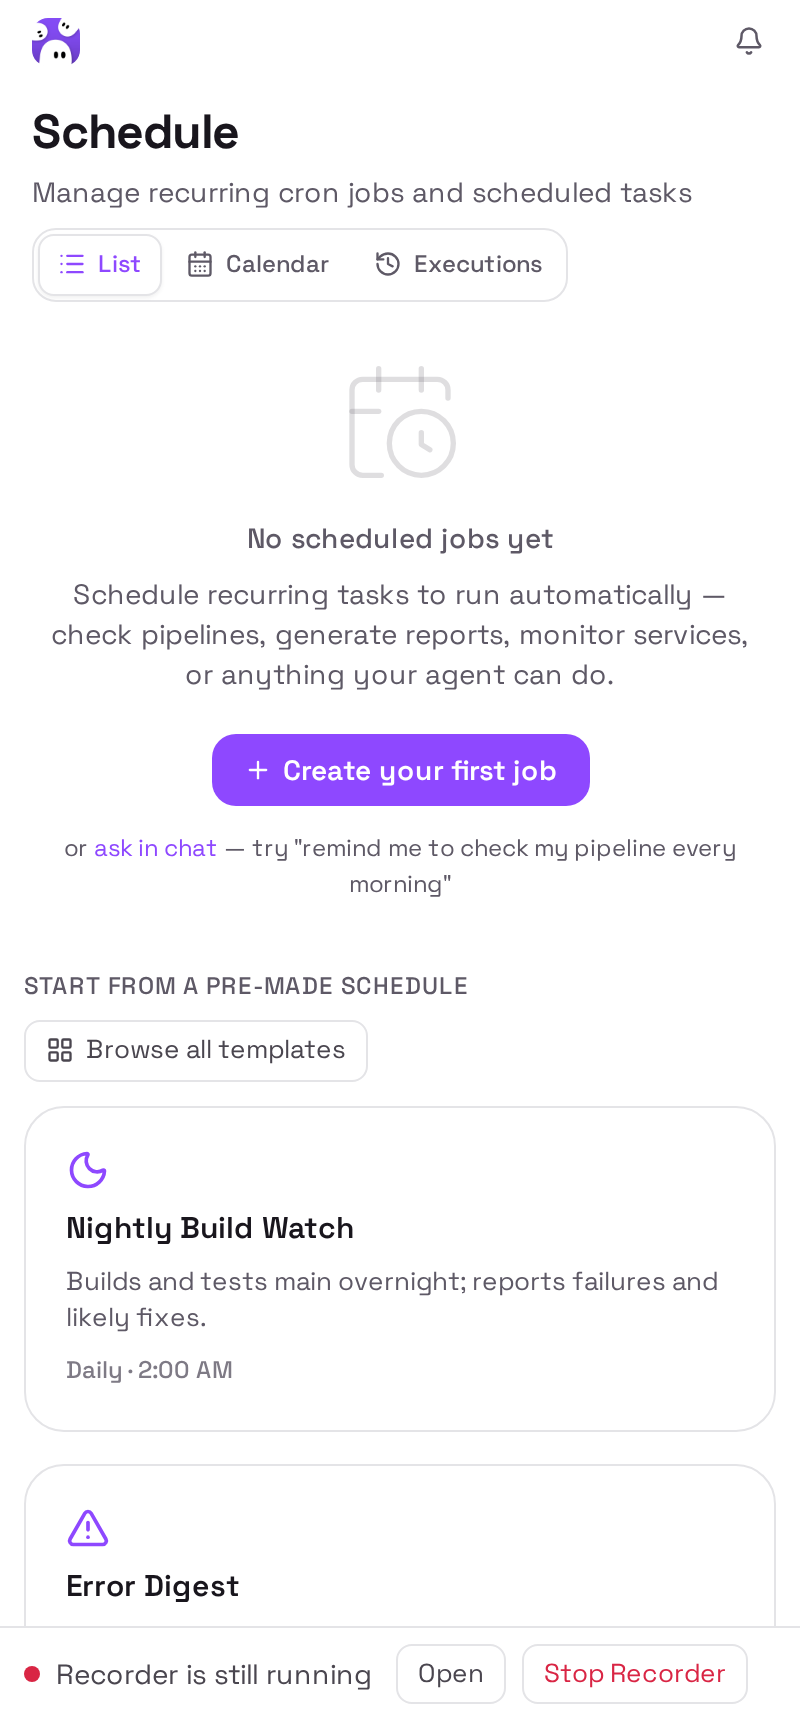 Schedule
Manage recurring cron jobs and scheduled tasks
List Calendar Executions
No scheduled jobs yet
Schedule recurring tasks to run automatically —
check pipelines, generate reports, monitor services,
or anything your agent can do.
+ Create your first job
or ask in chat — try "remind me to check my pipeline every
morning"
START FROM A PRE-MADE SCHEDULE
Browse all templates
Nightly Build Watch
Builds and tests main overnight; reports failures and
likely fixes.
Daily · 2:00 AM
Error Digest
Recorder is still running Open Stop Recorder